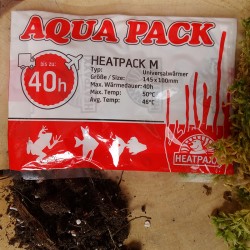 AQUA PACK
bis zu:
40h
HEATPACK M
Typ: Universalwärmer
Größe / Size: 145x100mm
Max. Wärmedauer: 40h
Max. Temp: 50°C
Avg. Temp: 46°C
HEATPACK